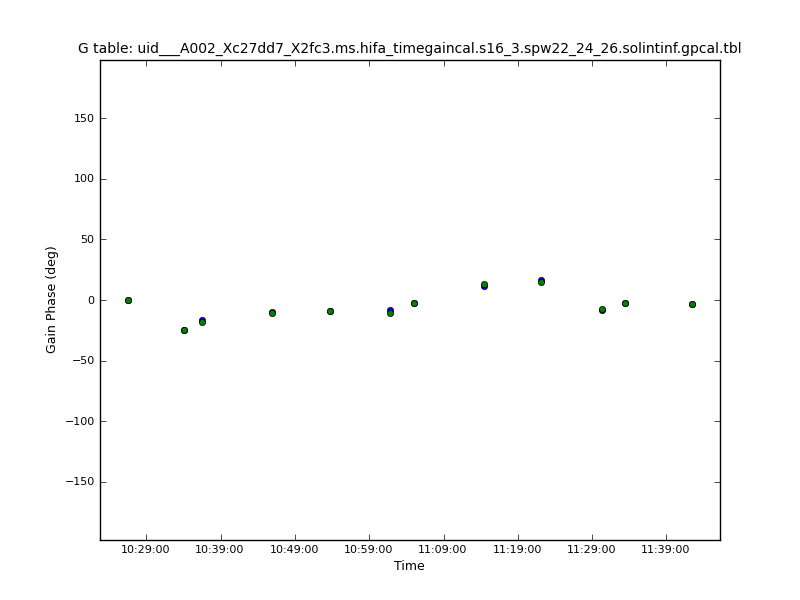 G table: uid___A002_Xc27dd7_X2fc3.ms.hifa_timegaincal.s16_3.spw22_24_26.solintinf.gpcal.tbl
150
100
50
0
−50
−100
−150
Gain Phase (deg)
10:29:00 10:39:00 10:49:00 10:59:00 11:09:00 11:19:00 11:29:00 11:39:00
Time